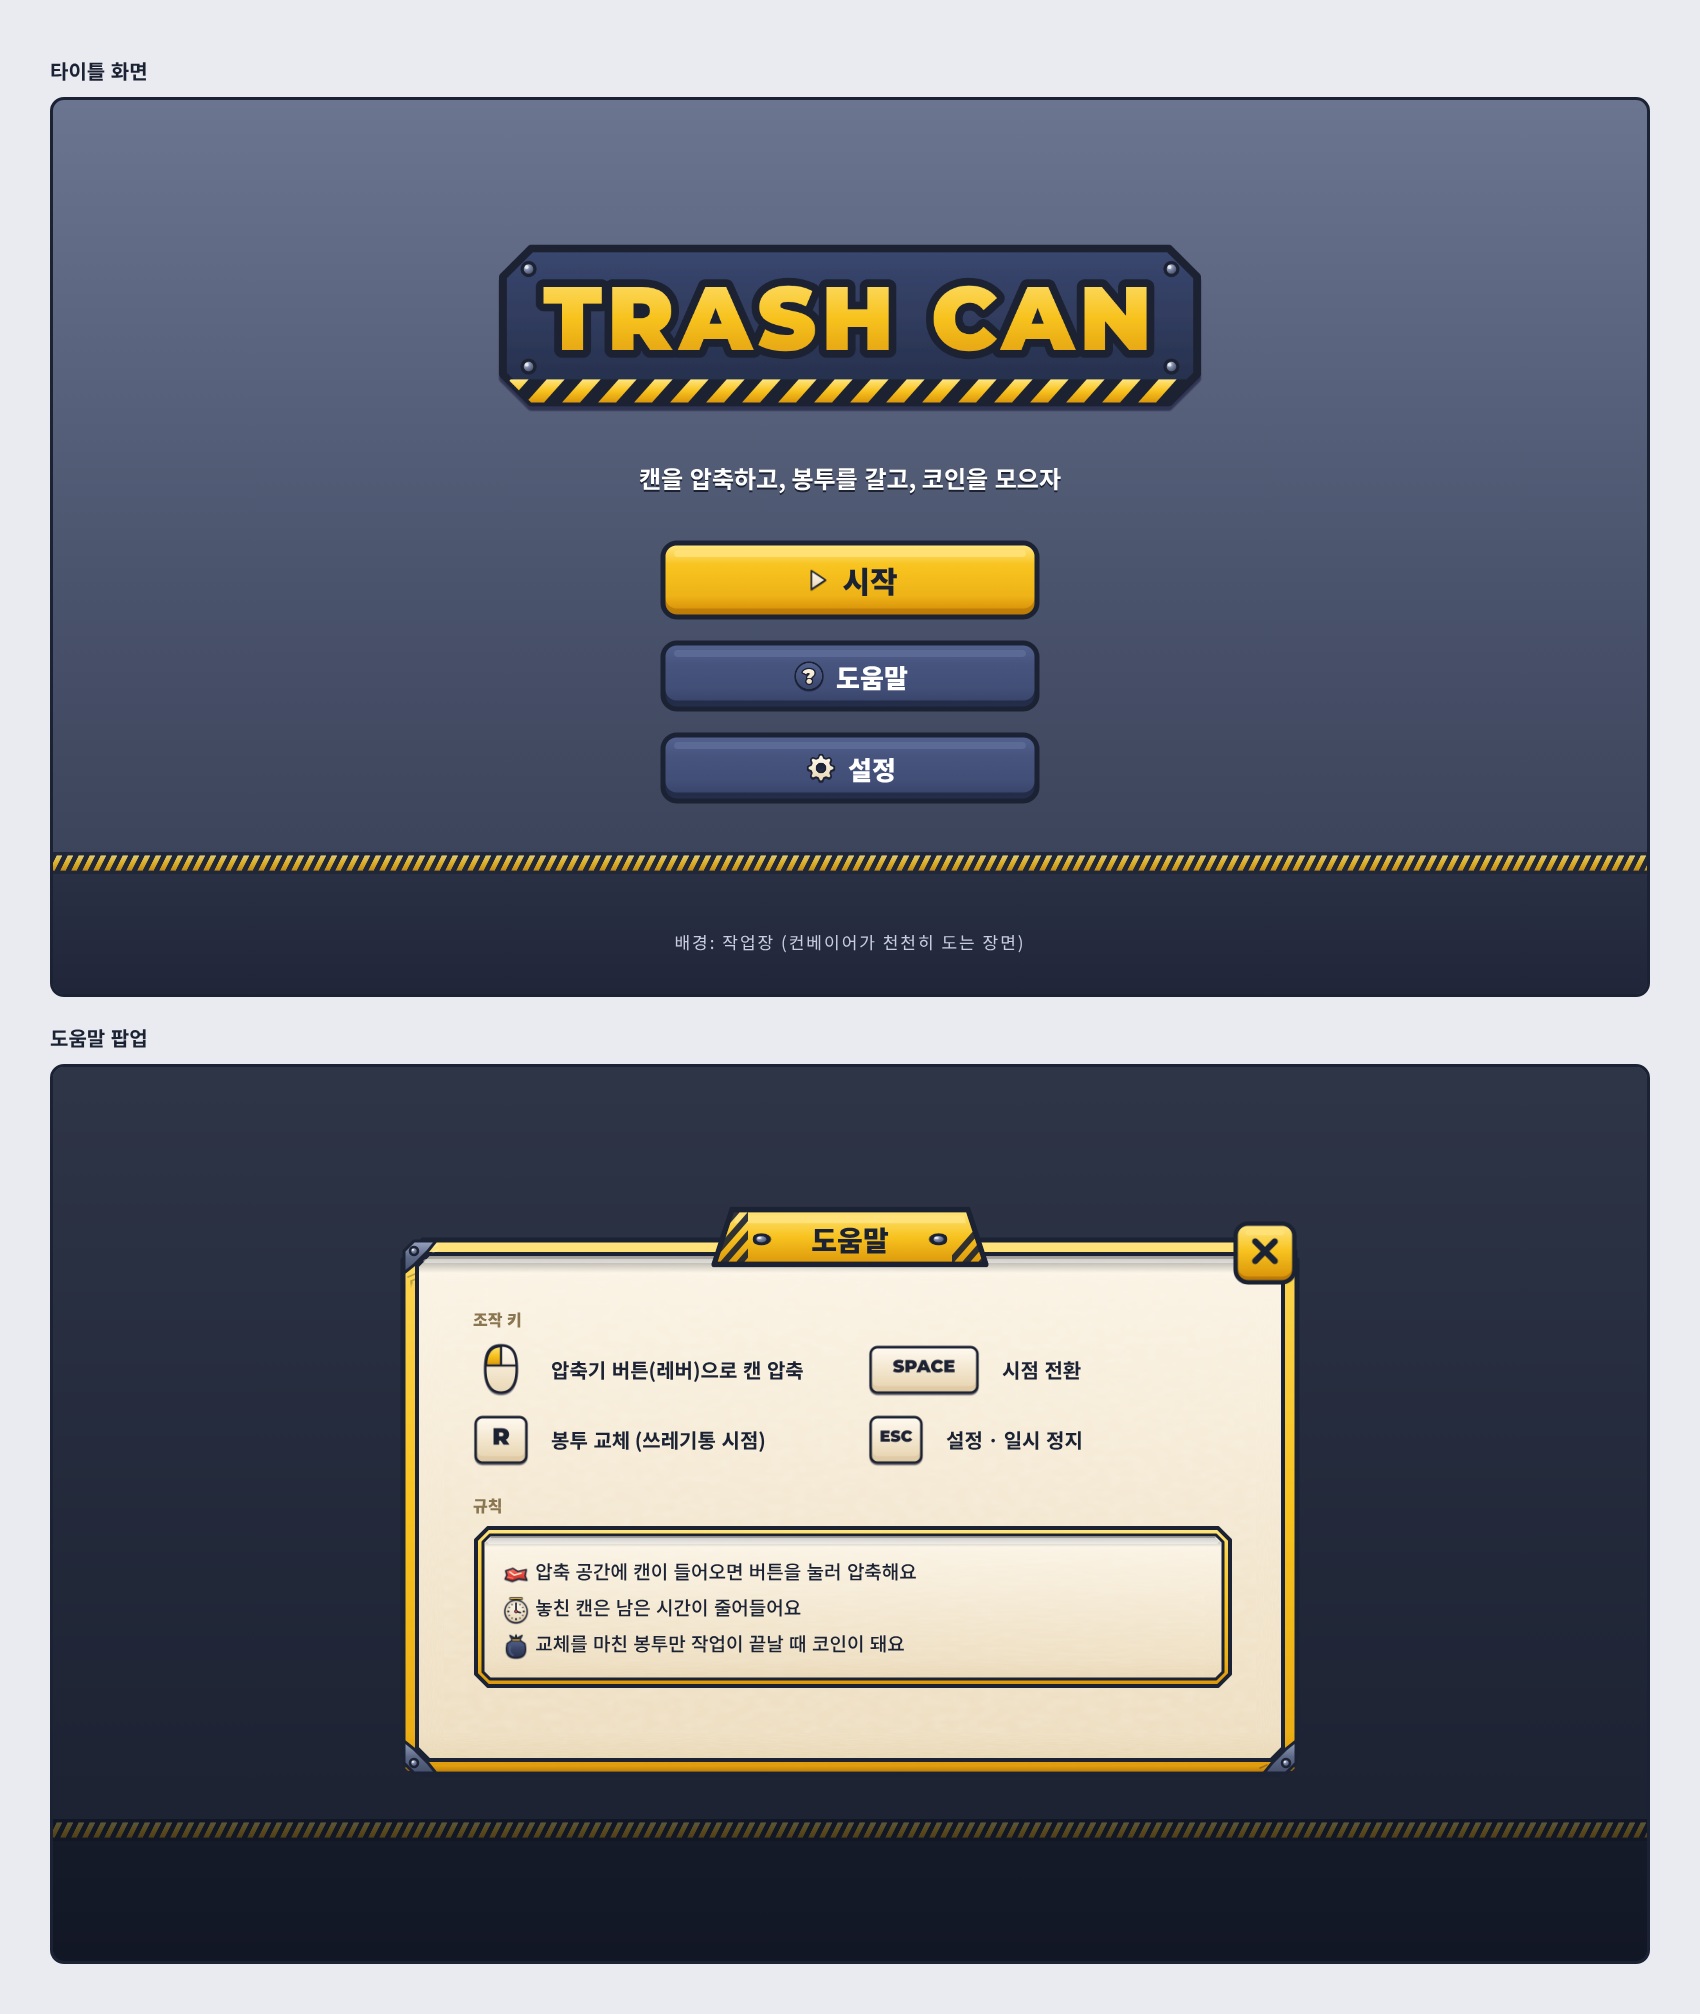 타이틀 화면
TRASH CAN
캔을 압축하고, 봉투를 갈고, 코인을 모으자
시작
? 도움말
설정
배경: 작업장 (컨베이어가 천천히 도는 장면)
도움말 팝업
도움말
조작 키
압축기 버튼(레버)으로 캔 압축
SPACE 시점 전환
R 봉투 교체 (쓰레기통 시점)
ESC 설정 · 일시 정지
규칙
압축 공간에 캔이 들어오면 버튼을 눌러 압축해요
놓친 캔은 남은 시간이 줄어들어요
교체를 마친 봉투만 작업이 끝날 때 코인이 돼요